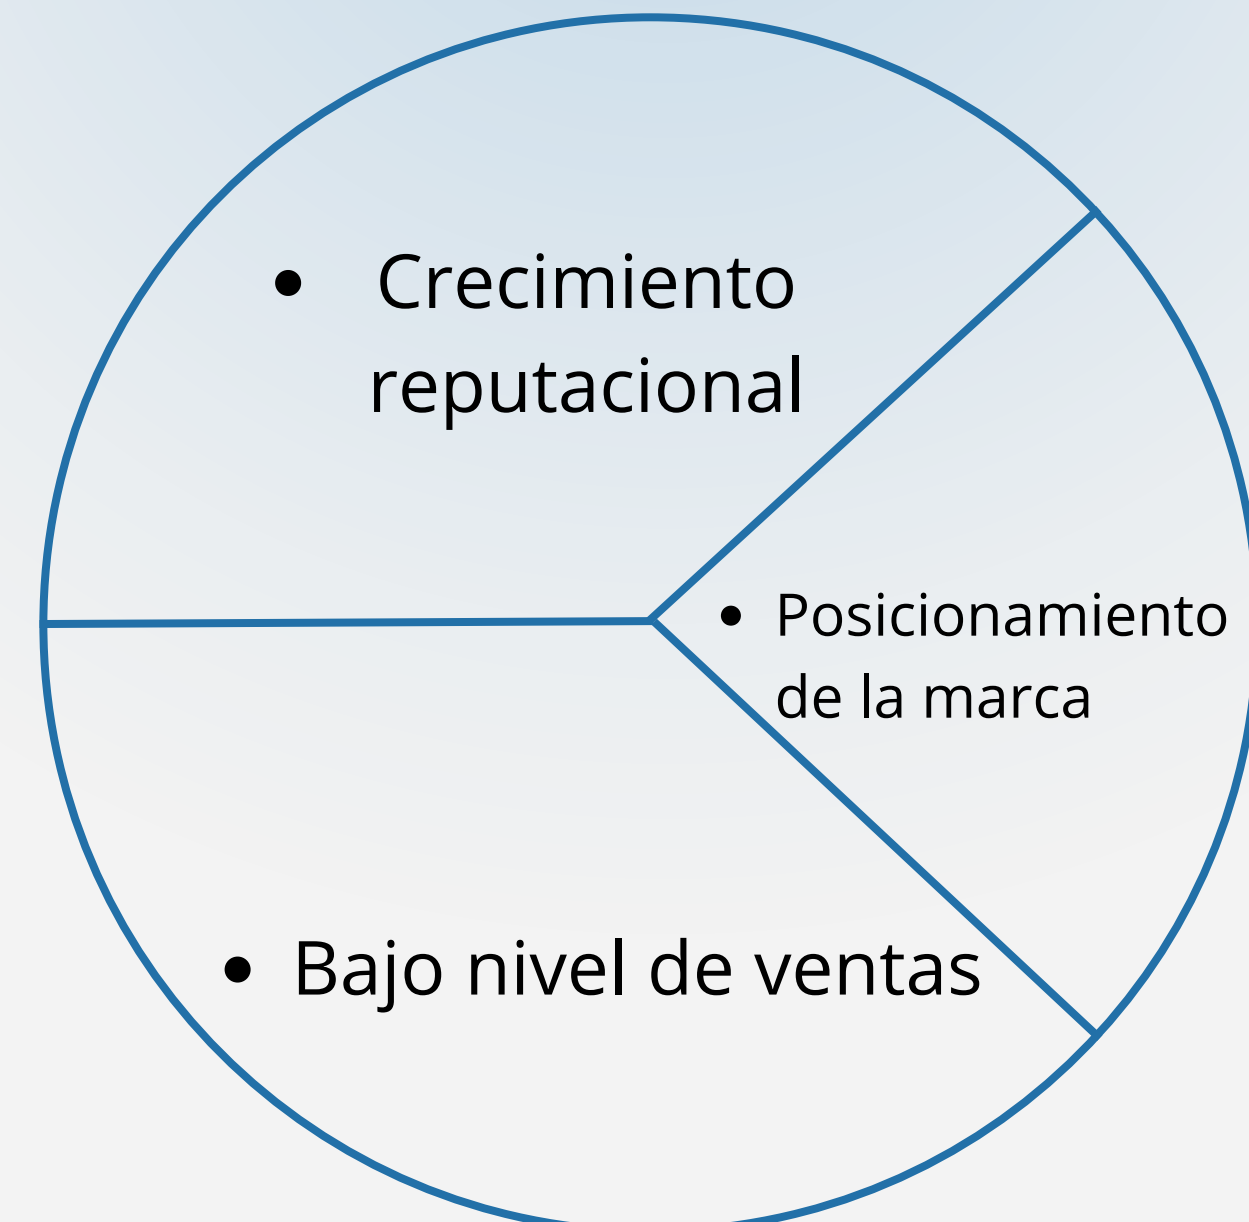 • Crecimiento
reputacional
• Posicionamiento
de la marca
• Bajo nivel de ventas